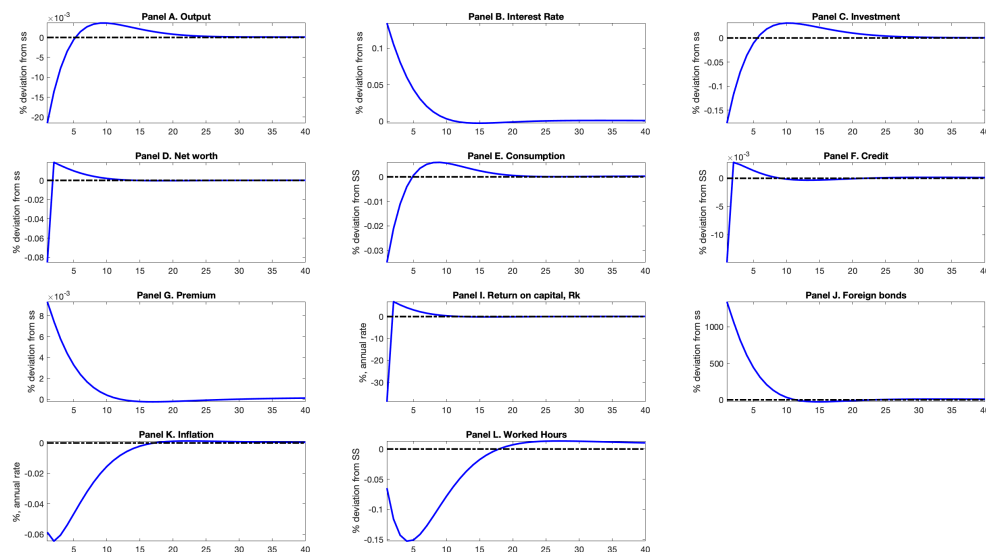 Panel A. Output
×10⁻³
% deviation from ss
0
-5
-10
-15
-20
5 10 15 20 25 30 35 40
Panel B. Interest Rate
0.1
0.05
0
5 10 15 20 25 30 35 40
Panel C. Investment
% deviation from ss
0
-0.05
-0.1
-0.15
5 10 15 20 25 30 35 40
Panel D. Net worth
% deviation from ss
0
-0.02
-0.04
-0.06
-0.08
5 10 15 20 25 30 35 40
Panel E. Consumption
% deviation from SS
0
-0.01
-0.02
-0.03
5 10 15 20 25 30 35 40
Panel F. Credit
×10⁻³
% deviation from SS
0
-5
-10
5 10 15 20 25 30 35 40
Panel G. Premium
×10⁻³
% deviation from ss
8
6
4
2
0
5 10 15 20 25 30 35 40
Panel I. Return on capital, Rk
%, annual rate
0
-10
-20
-30
5 10 15 20 25 30 35 40
Panel J. Foreign bonds
% deviation from ss
1000
500
0
5 10 15 20 25 30 35 40
Panel K. Inflation
%, annual rate
0
-0.02
-0.04
-0.06
5 10 15 20 25 30 35 40
Panel L. Worked Hours
% deviation from SS
0
-0.05
-0.1
-0.15
5 10 15 20 25 30 35 40